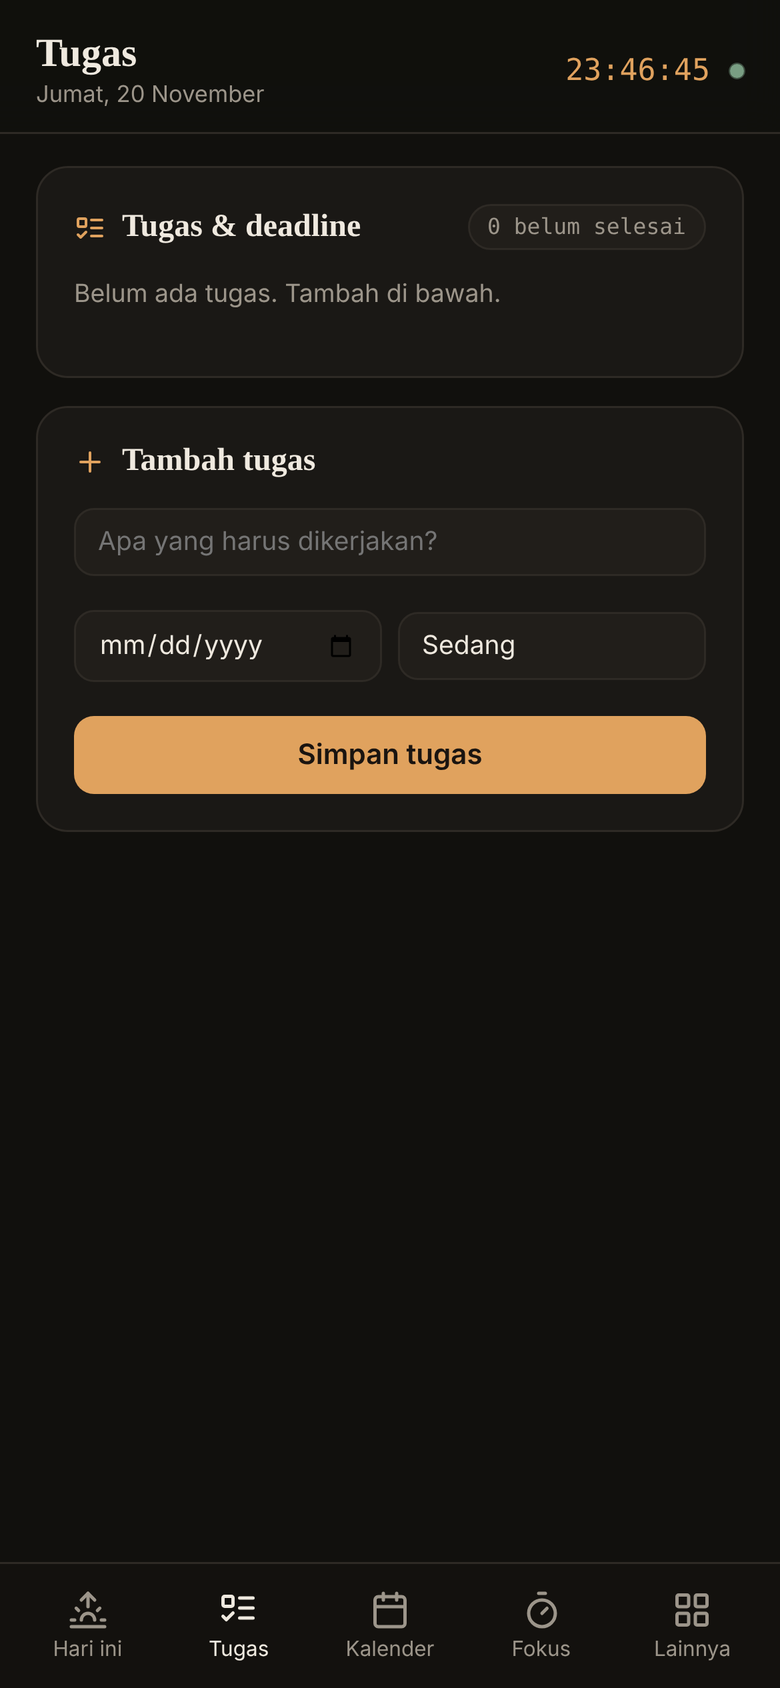 Tugas
Jumat, 20 November
23:46:45
Tugas & deadline
0 belum selesai
Belum ada tugas. Tambah di bawah.
Tambah tugas
Apa yang harus dikerjakan?
mm/dd/yyyy
Sedang
Simpan tugas
Hari ini
Tugas
Kalender
Fokus
Lainnya